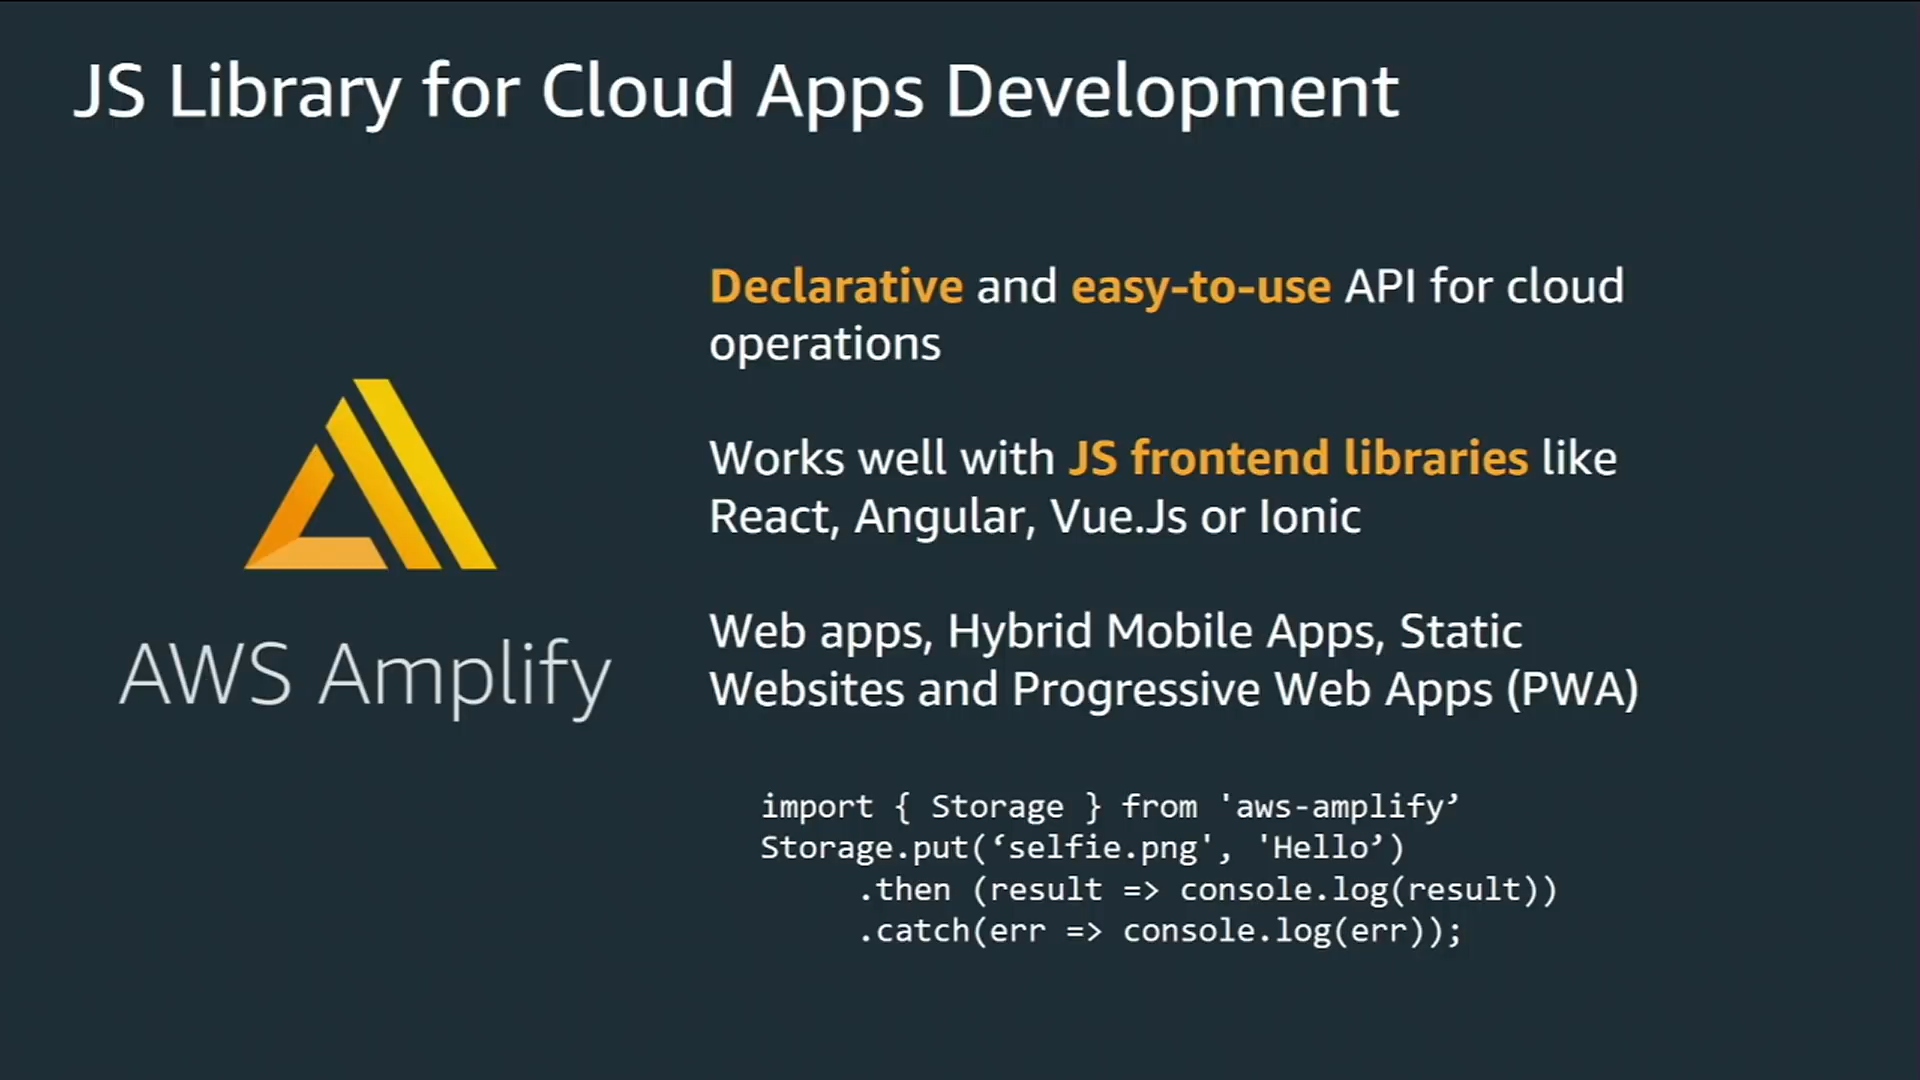 JS Library for Cloud Apps Development
Declarative and easy-to-use API for cloud
operations
Works well with JS frontend libraries like
React, Angular, Vue.Js or Ionic
AWS Amplify
Web apps, Hybrid Mobile Apps, Static
Websites and Progressive Web Apps (PWA)
import { Storage } from 'aws-amplify’
Storage.put(‘selfie.png', 'Hello’)
.then (result => console.log(result))
.catch(err => console.log(err));